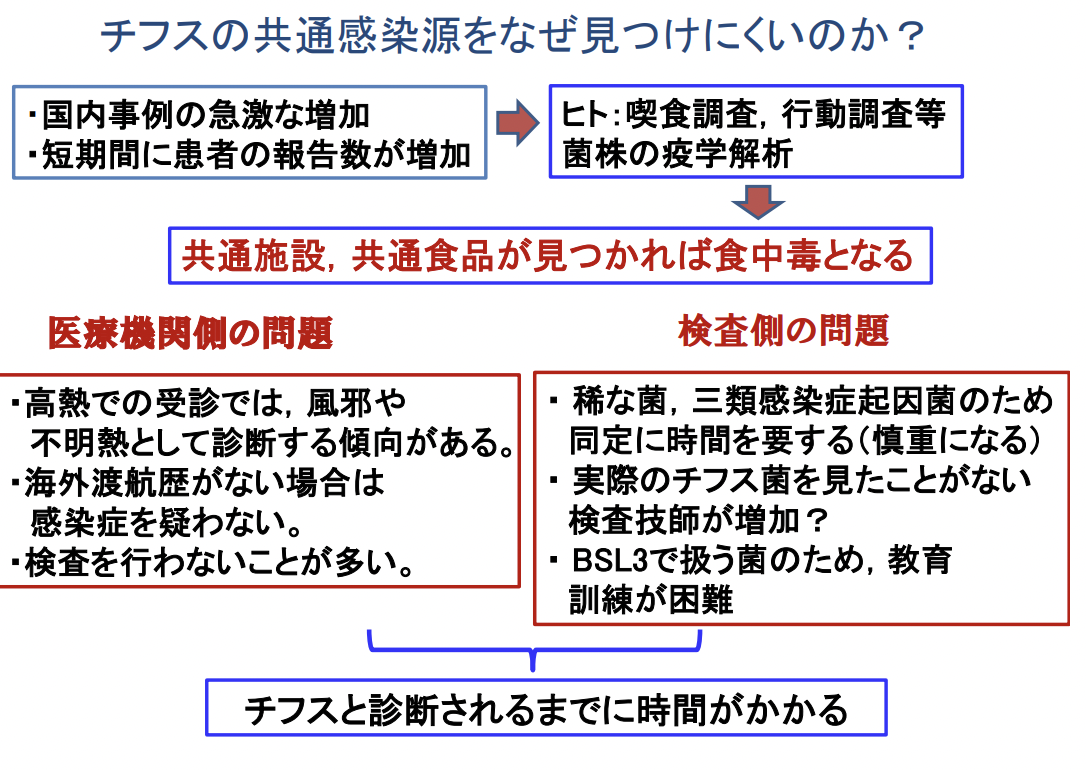 チフスの共通感染源をなぜ見つけにくいのか？
・国内事例の急激な増加
・短期間に患者の報告数が増加
ヒト：喫食調査，行動調査等
菌株の疫学解析
共通施設，共通食品が見つかれば食中毒となる
医療機関側の問題
・高熱での受診では，風邪や
不明熱として診断する傾向がある。
・海外渡航歴がない場合は
感染症を疑わない。
・検査を行わないことが多い。
検査側の問題
・ 稀な菌，三類感染症起因菌のため
同定に時間を要する（慎重になる）
・ 実際のチフス菌を見たことがない
検査技師が増加？
・ BSL3で扱う菌のため，教育
訓練が困難
チフスと診断されるまでに時間がかかる